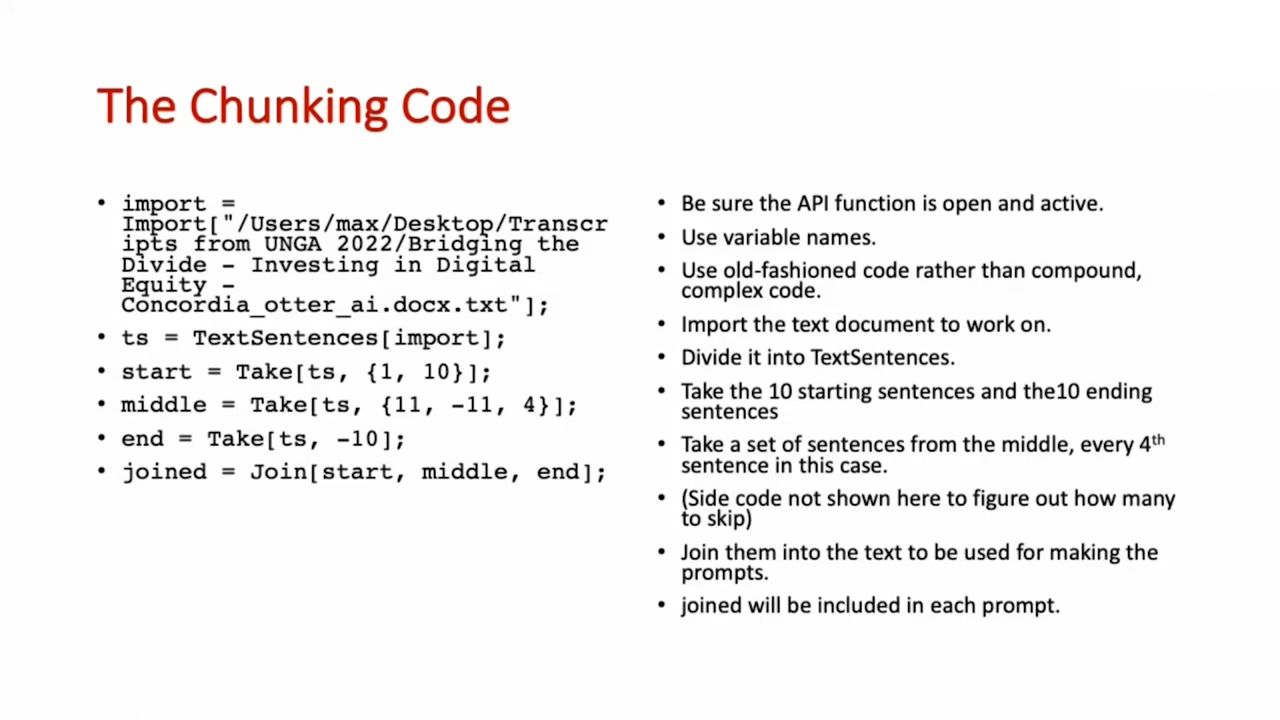 The Chunking Code
• import =
Import["/Users/max/Desktop/Transcr
ipts from UNGA 2022/Bridging the
Divide - Investing in Digital
Equity -
Concordia_otter_ai.docx.txt"];
• ts = TextSentences[import];
• start = Take[ts, {1, 10}];
• middle = Take[ts, {11, -11, 4}];
• end = Take[ts, -10];
• joined = Join[start, middle, end];
• Be sure the API function is open and active.
• Use variable names.
• Use old-fashioned code rather than compound,
complex code.
• Import the text document to work on.
• Divide it into TextSentences.
• Take the 10 starting sentences and the10 ending
sentences
• Take a set of sentences from the middle, every 4th
sentence in this case.
• (Side code not shown here to figure out how many
to skip)
• Join them into the text to be used for making the
prompts.
• joined will be included in each prompt.